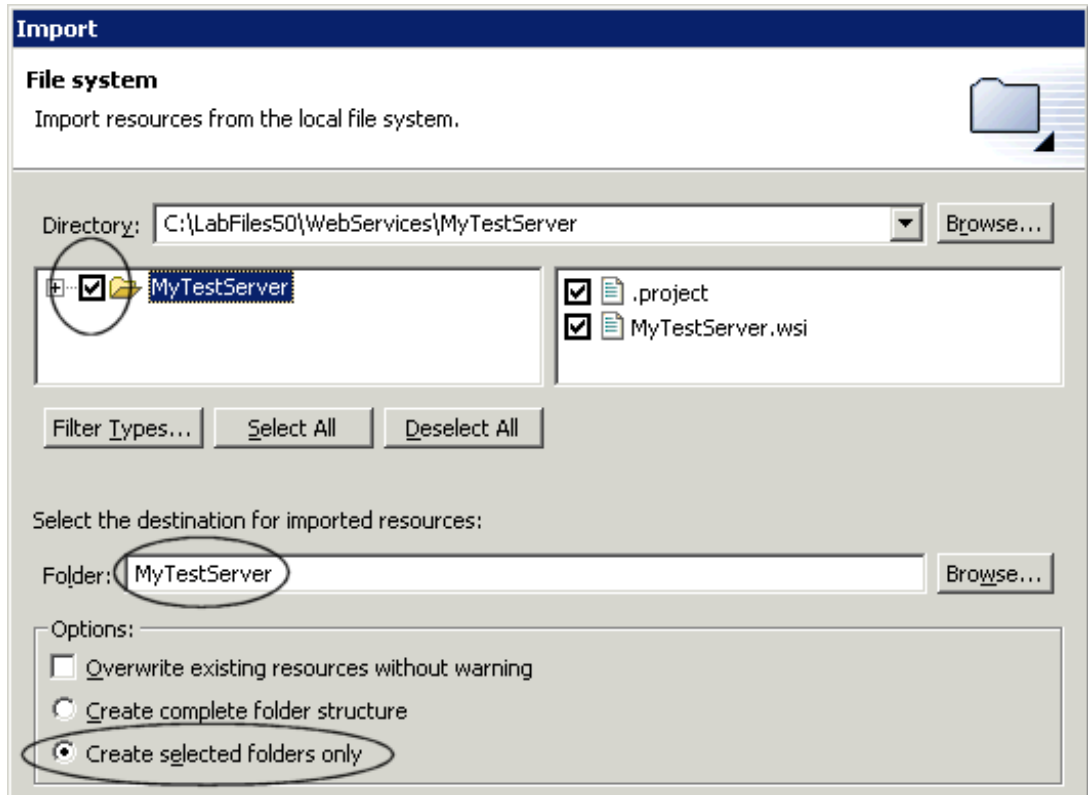 Import
File system
Import resources from the local file system.
Directory: C:\LabFiles50\WebServices\MyTestServer Browse...
MyTestServer
.project
MyTestServer.wsi
Filter Types... Select All Deselect All
Select the destination for imported resources:
Folder: MyTestServer Browse...
Options:
Overwrite existing resources without warning
Create complete folder structure
Create selected folders only